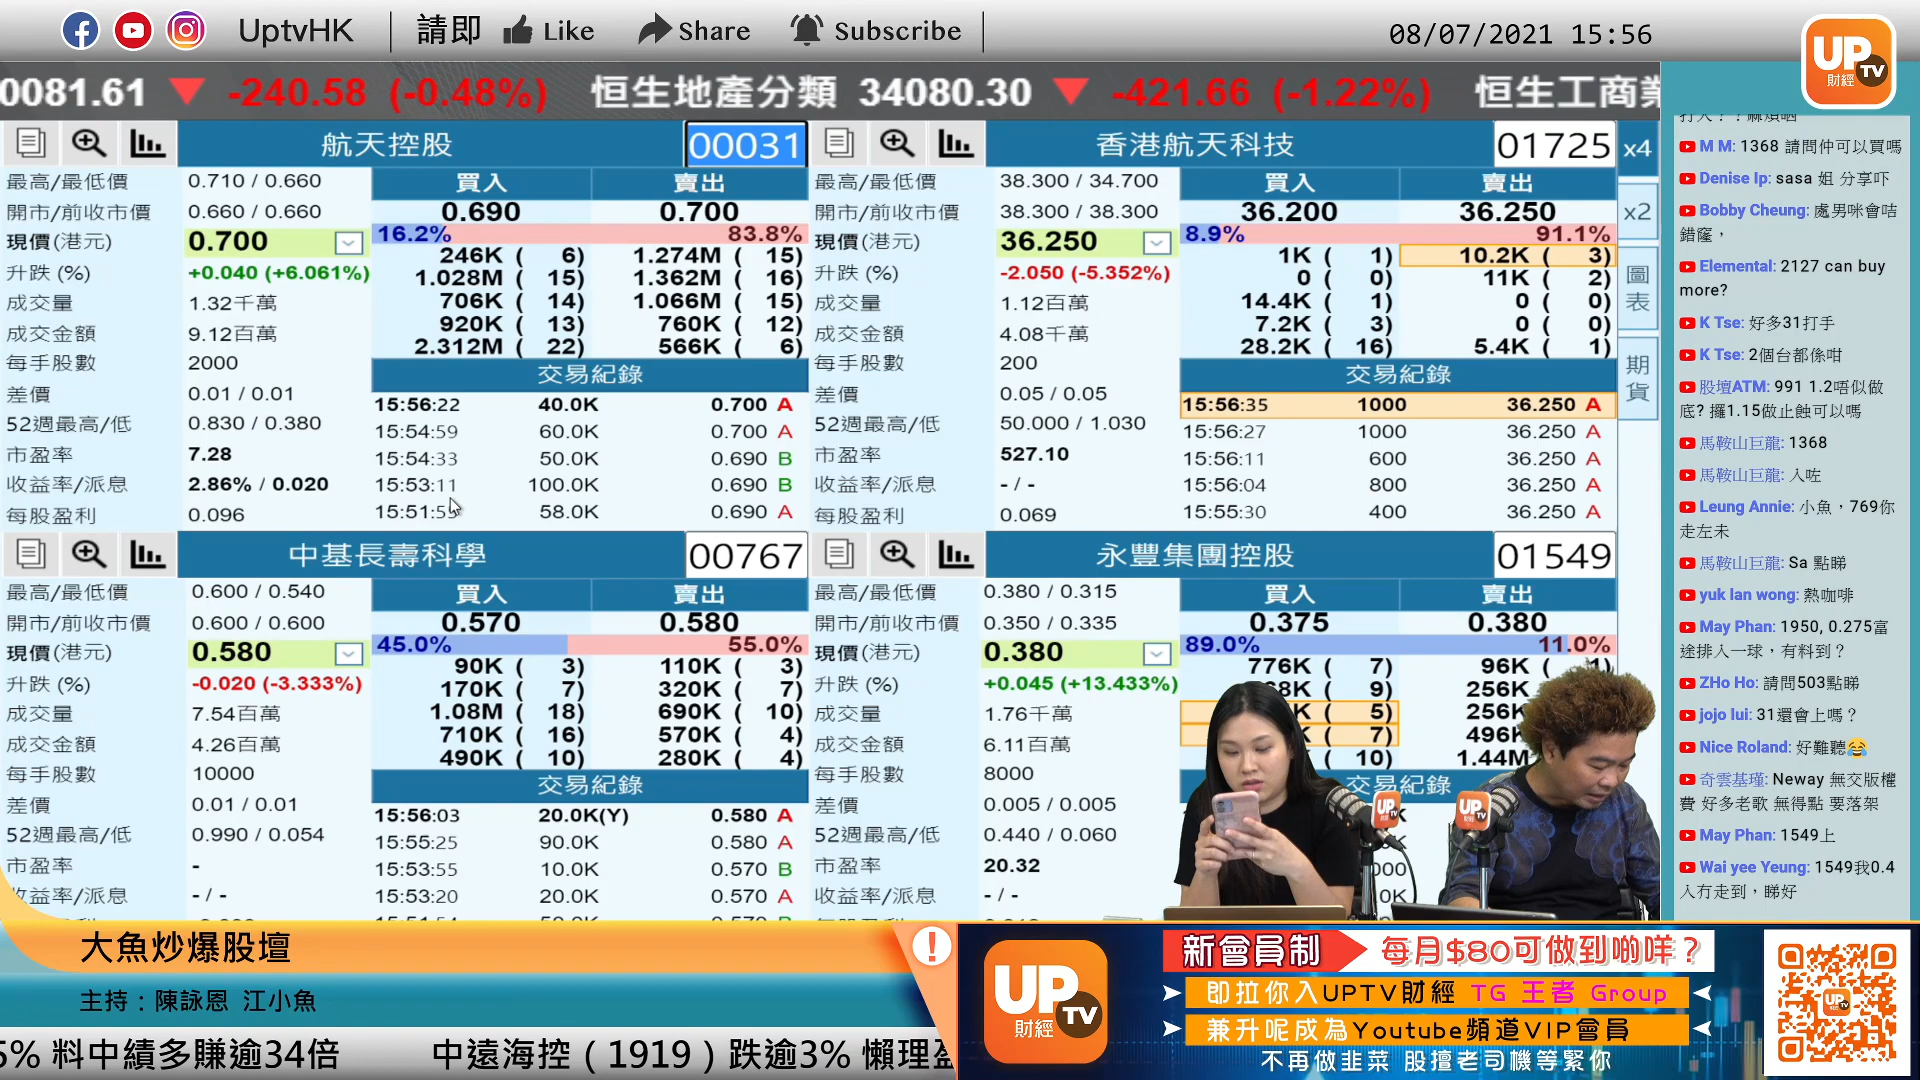 UptvHK
請即
Like
Share
Subscribe
08/07/2021 15:56
UP TV 財經
0081.61 ▼ -240.58 (-0.48%) 恒生地產分類 34080.30 ▼ -421.66 (-1.22%) 恒生工商業
航天控股 00031
最高/最低價 0.710 / 0.660
開市/前收市價 0.660 / 0.660
現價(港元) 0.700
升跌 (%) +0.040 (+6.061%)
成交量 1.32千萬
成交金額 9.12百萬
每手股數 2000
差價 0.01 / 0.01
52週最高/低 0.830 / 0.380
市盈率 7.28
收益率/派息 2.86% / 0.020
每股盈利 0.096
買入 賣出
0.690 0.700
16.2% 83.8%
246K ( 6) 1.274M ( 15)
1.028M ( 15) 1.362M ( 16)
706K ( 14) 1.066M ( 15)
920K ( 13) 760K ( 12)
2.312M ( 22) 566K ( 6)
交易紀錄
15:56:22 40.0K 0.700 A
15:54:59 60.0K 0.700 A
15:54:33 50.0K 0.690 B
15:53:11 100.0K 0.690 B
15:51:5 58.0K 0.690 A
香港航天科技 01725
最高/最低價 38.300 / 34.700
開市/前收市價 38.300 / 38.300
現價(港元) 36.250
升跌 (%) -2.050 (-5.352%)
成交量 1.12百萬
成交金額 4.08千萬
每手股數 200
差價 0.05 / 0.05
52週最高/低 50.000 / 1.030
市盈率 527.10
收益率/派息 - / -
每股盈利 0.069
買入 賣出
36.200 36.250
8.9% 91.1%
1K ( 1) 10.2K ( 3)
0 ( 0) 11K ( 2)
14.4K ( 1) 0 ( 0)
7.2K ( 3) 0 ( 0)
28.2K ( 16) 5.4K ( 1)
交易紀錄
15:56:35 1000 36.250 A
15:56:27 1000 36.250 A
15:56:11 600 36.250 A
15:56:04 800 36.250 A
15:55:30 400 36.250 A
x4
x2
圖表
期貨
中基長壽科學 00767
最高/最低價 0.600 / 0.540
開市/前收市價 0.600 / 0.600
現價(港元) 0.580
升跌 (%) -0.020 (-3.333%)
成交量 7.54百萬
成交金額 4.26百萬
每手股數 10000
差價 0.01 / 0.01
52週最高/低 0.990 / 0.054
市盈率 -
收益率/派息 - / -
買入 賣出
0.570 0.580
45.0% 55.0%
90K ( 3) 110K ( 3)
170K ( 7) 320K ( 7)
1.08M ( 18) 690K ( 10)
710K ( 16) 570K ( 4)
490K ( 10) 280K ( 4)
交易紀錄
15:56:03 20.0K(Y) 0.580 A
15:55:25 90.0K 0.580 A
15:53:55 10.0K 0.570 B
15:53:20 20.0K 0.570 A
永豐集團控股 01549
最高/最低價 0.380 / 0.315
開市/前收市價 0.350 / 0.335
現價(港元) 0.380
升跌 (%) +0.045 (+13.433%)
成交量 1.76千萬
成交金額 6.11百萬
每手股數 8000
差價 0.005 / 0.005
52週最高/低 0.440 / 0.060
市盈率 20.32
收益率/派息 - / -
買入 賣出
0.375 0.380
89.0% 11.0%
776K ( 7) 96K ( 1)
8K ( 9) 256K
K ( 5) 256K
( 7) 496K
( 10) 1.44M
交易紀錄
M M: 1368 請問仲可以買嗎
Denise Ip: sasa 姐 分享吓
Bobby Cheung: 處男咪會咭
錯窿，
Elemental: 2127 can buy
more?
K Tse: 好多31打手
K Tse: 2個台都係咁
股壇ATM: 991 1.2唔似做
底? 攞1.15做止蝕可以嗎
馬鞍山巨龍: 1368
馬鞍山巨龍: 入咗
Leung Annie: 小魚，769你
走左未
馬鞍山巨龍: Sa 點睇
yuk lan wong: 熱咖啡
May Phan: 1950, 0.275富
途排入一球，有料到？
ZHo Ho: 請問503點睇
jojo lui: 31還會上嗎？
Nice Roland: 好難聽😂
奇雲基瑾: Neway 無交版權
費 好多老歌 無得點 要落架
May Phan: 1549上
Wai yee Yeung: 1549我0.4
入冇走到，睇好
大魚炒爆股壇
主持：陳詠恩 江小魚
5% 料中績多賺逾34倍 中遠海控（1919）跌逾3% 懶理盈
UP TV 財經
新會員制 每月$80可做到啲咩？
即拉你入UPTV財經 TG 王者 Group
兼升呢成為Youtube頻道VIP會員
不再做韭菜 股壇老司機等緊你